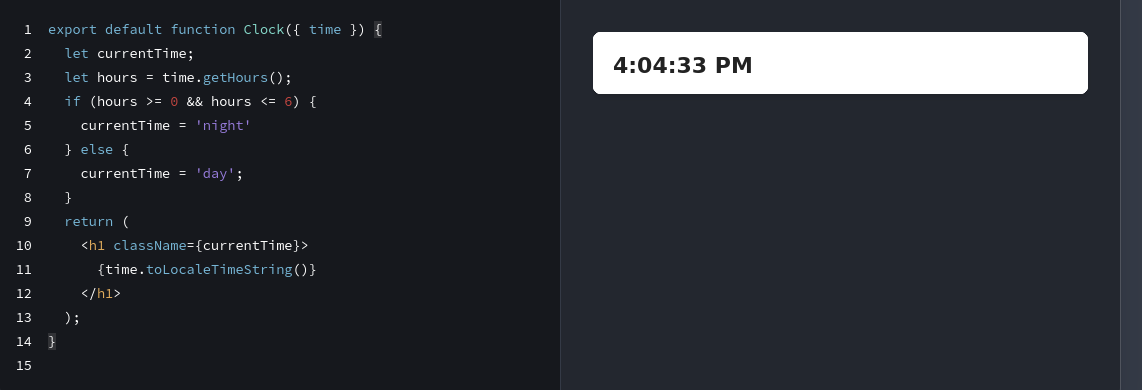 1 export default function Clock({ time }) {
2   let currentTime;
3   let hours = time.getHours();
4   if (hours >= 0 && hours <= 6) {
5     currentTime = 'night'
6   } else {
7     currentTime = 'day';
8   }
9   return (
10     <h1 className={currentTime}>
11       {time.toLocaleTimeString()}
12     </h1>
13   );
14 }
15
4:04:33 PM